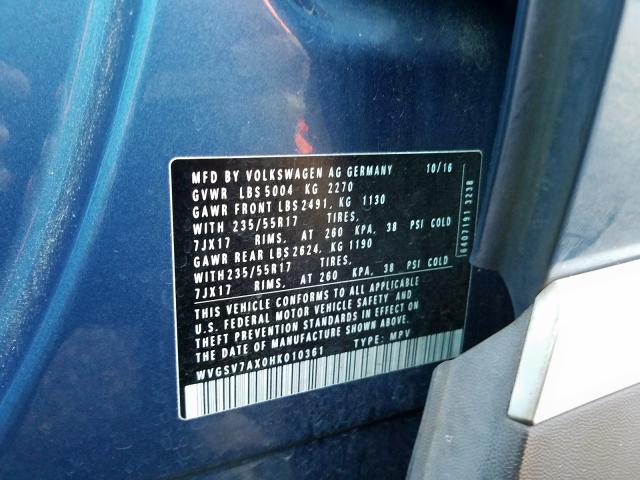 MFD BY VOLKSWAGEN AG GERMANY 10/16
GVWR LBS 5004 KG 2270
GAWR FRONT LBS 2491, KG 1130
WITH 235/55R17 TIRES,
7JX17 RIMS, AT 260 KPA, 38 PSI COLD
GAWR REAR LBS 2624, KG 1190
WITH 235/55R17 TIRES,
7JX17 RIMS, AT 260 KPA, 38 PSI COLD
THIS VEHICLE CONFORMS TO ALL APPLICABLE
U.S. FEDERAL MOTOR VEHICLE SAFETY AND
THEFT PREVENTION STANDARDS IN EFFECT ON
THE DATE OF MANUFACTURE SHOWN ABOVE.
WVGSV7AX0HK010361 TYPE: MPV
6407191 3238